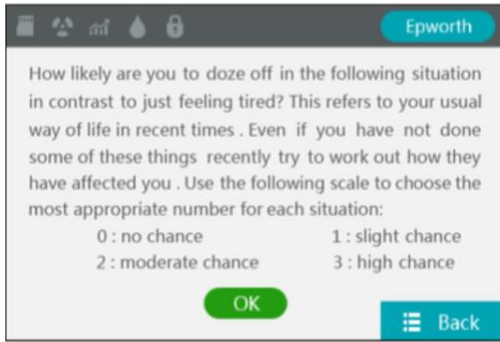 Epworth
How likely are you to doze off in the following situation
in contrast to just feeling tired? This refers to your usual
way of life in recent times . Even if you have not done
some of these things recently try to work out how they
have affected you . Use the following scale to choose the
most appropriate number for each situation:
0 : no chance 1 : slight chance
2 : moderate chance 3 : high chance
OK
Back